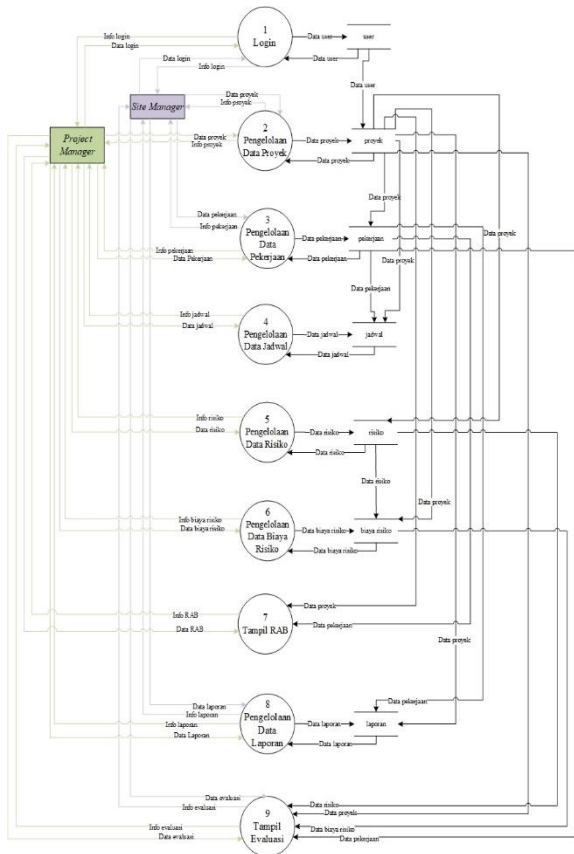 1
Login
Info login
Data login
Data user
user
Data user
Data login
Info login
Data user
Site Manager
Data proyek
Info proyek
Project
Manager
Data proyek
Info proyek
2
Pengelolaan
Data Proyek
Data proyek
proyek
Data proyek
Data proyek
Data pekerjaan
Info pekerjaan
3
Pengelolaan
Data
Pekerjaan
Data pekerjaan
pekerjaan
Data pekerjaan
Data proyek
Info pekerjaan
Data Pekerjaan
Data pekerjaan
Info jadwal
Data jadwal
4
Pengelolaan
Data Jadwal
Data jadwal
jadwal
Data jadwal
Info risiko
Data risiko
5
Pengelolaan
Data Risiko
Data risiko
risiko
Data risiko
Data risiko
Data proyek
Info biaya risiko
Data biaya risiko
6
Pengelolaan
Data Biaya
Risiko
Data biaya risiko
biaya risiko
Data biaya risiko
Info RAB
Data RAB
7
Tampil RAB
Data proyek
Data pekerjaan
Data proyek
Data laporan
Info laporan
Info laporan
Data Laporan
8
Pengelolaan
Data
Laporan
Data laporan
laporan
Data laporan
Data pekerjaan
Data evaluasi
Info evaluasi
Info evaluasi
Data evaluasi
9
Tampil
Evaluasi
Data risiko
Data proyek
Data biaya risiko
Data pekerjaan